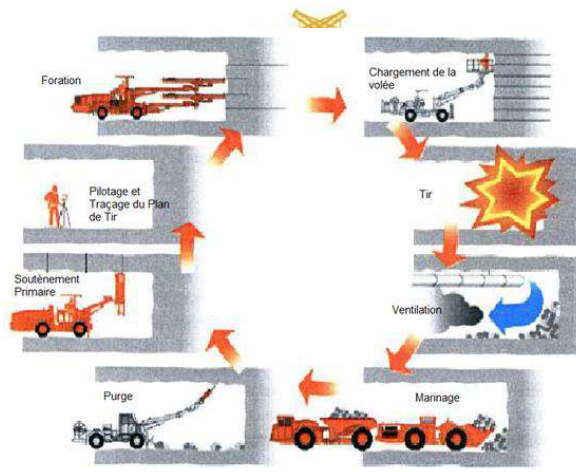 Foration
Chargement de la
volée
Pilotage et
Traçage du Plan
de Tir
Tir
Soutènement
Primaire
Ventilation
Purge
Marinage